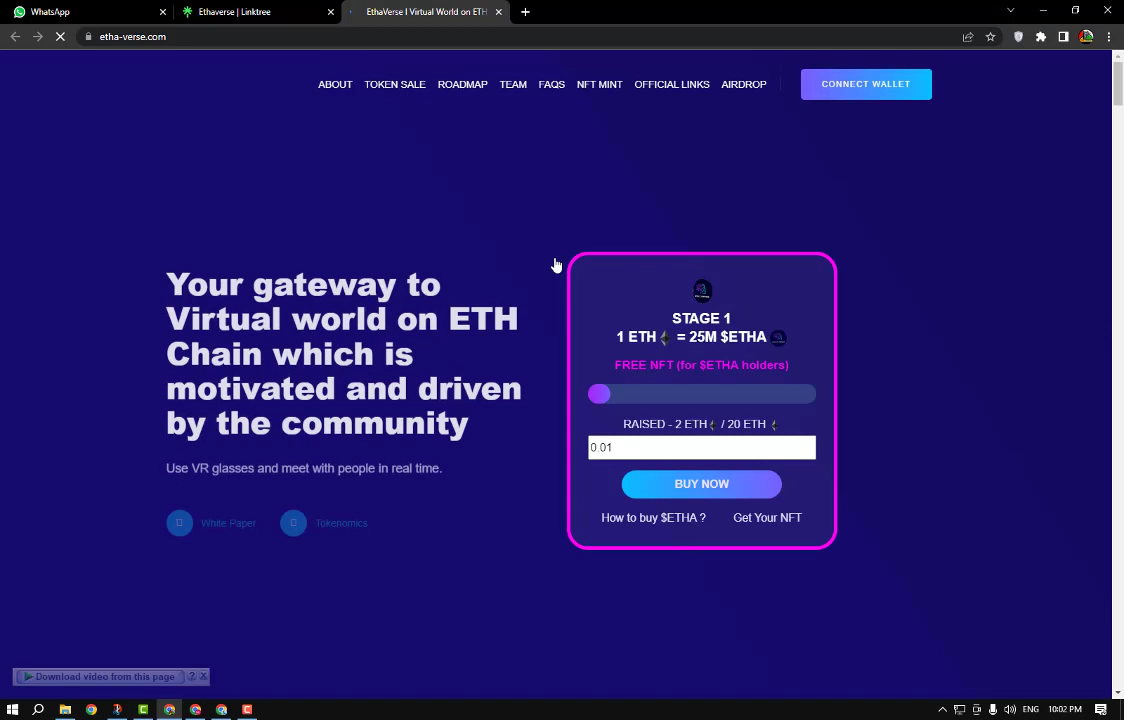 WhatsApp
Ethaverse | Linktree
EthaVerse I Virtual World on ETH
etha-verse.com
ABOUT TOKEN SALE ROADMAP TEAM FAQS NFT MINT OFFICIAL LINKS AIRDROP
CONNECT WALLET
Your gateway to
Virtual world on ETH
Chain which is
motivated and driven
by the community
Use VR glasses and meet with people in real time.
White Paper
Tokenomics
STAGE 1
1 ETH = 25M $ETHA
FREE NFT (for $ETHA holders)
RAISED - 2 ETH / 20 ETH
0.01
BUY NOW
How to buy $ETHA ?
Get Your NFT
Download video from this page ? X
ENG 10:02 PM